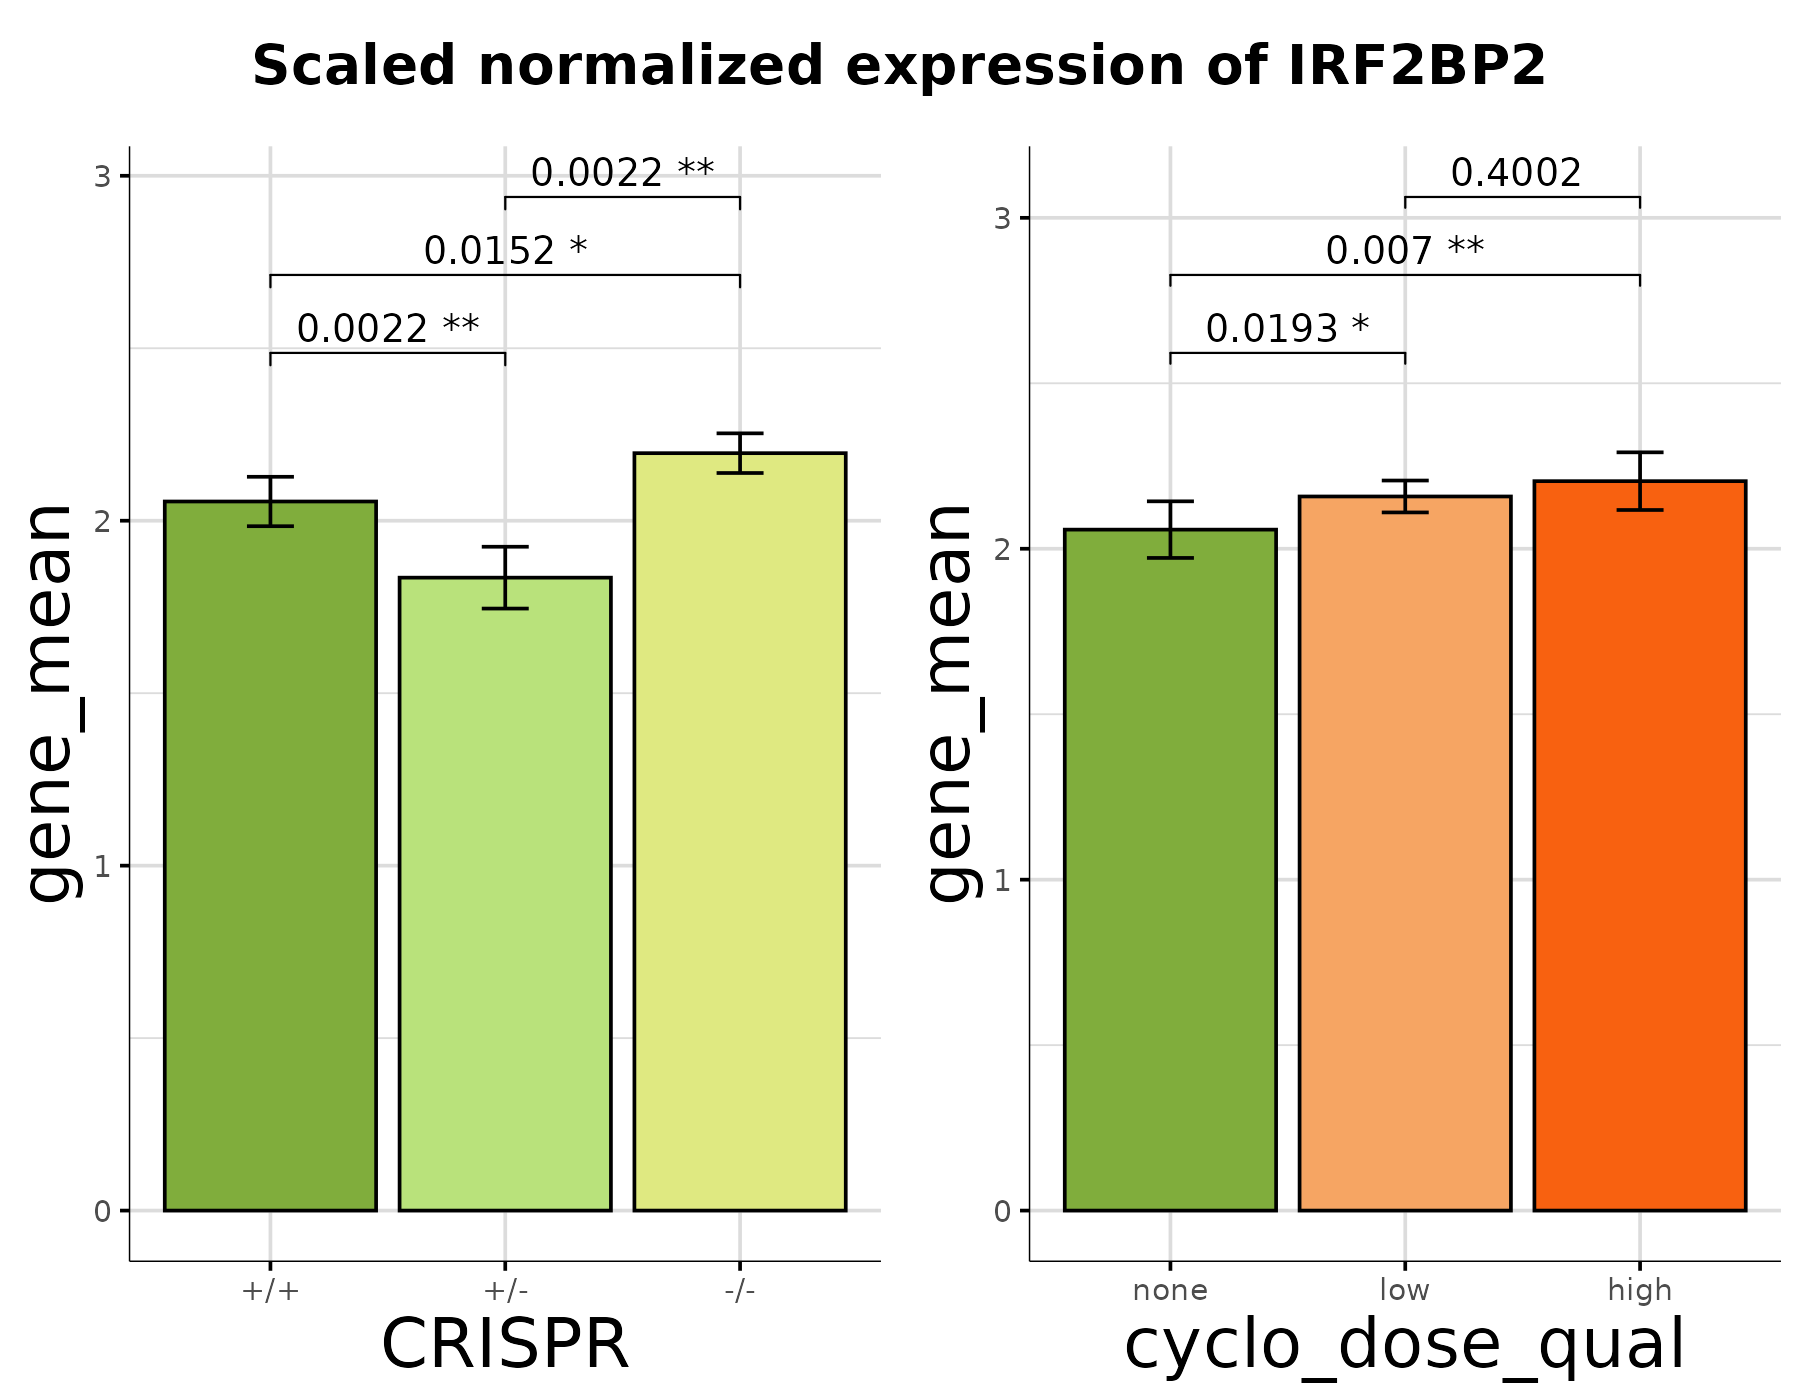 Scaled normalized expression of IRF2BP2
gene_mean
3
2
1
0
0.0022 **
0.0152 *
0.0022 **
+/+ +/- -/-
CRISPR
gene_mean
3
2
1
0
0.4002
0.007 **
0.0193 *
none low high
cyclo_dose_qual